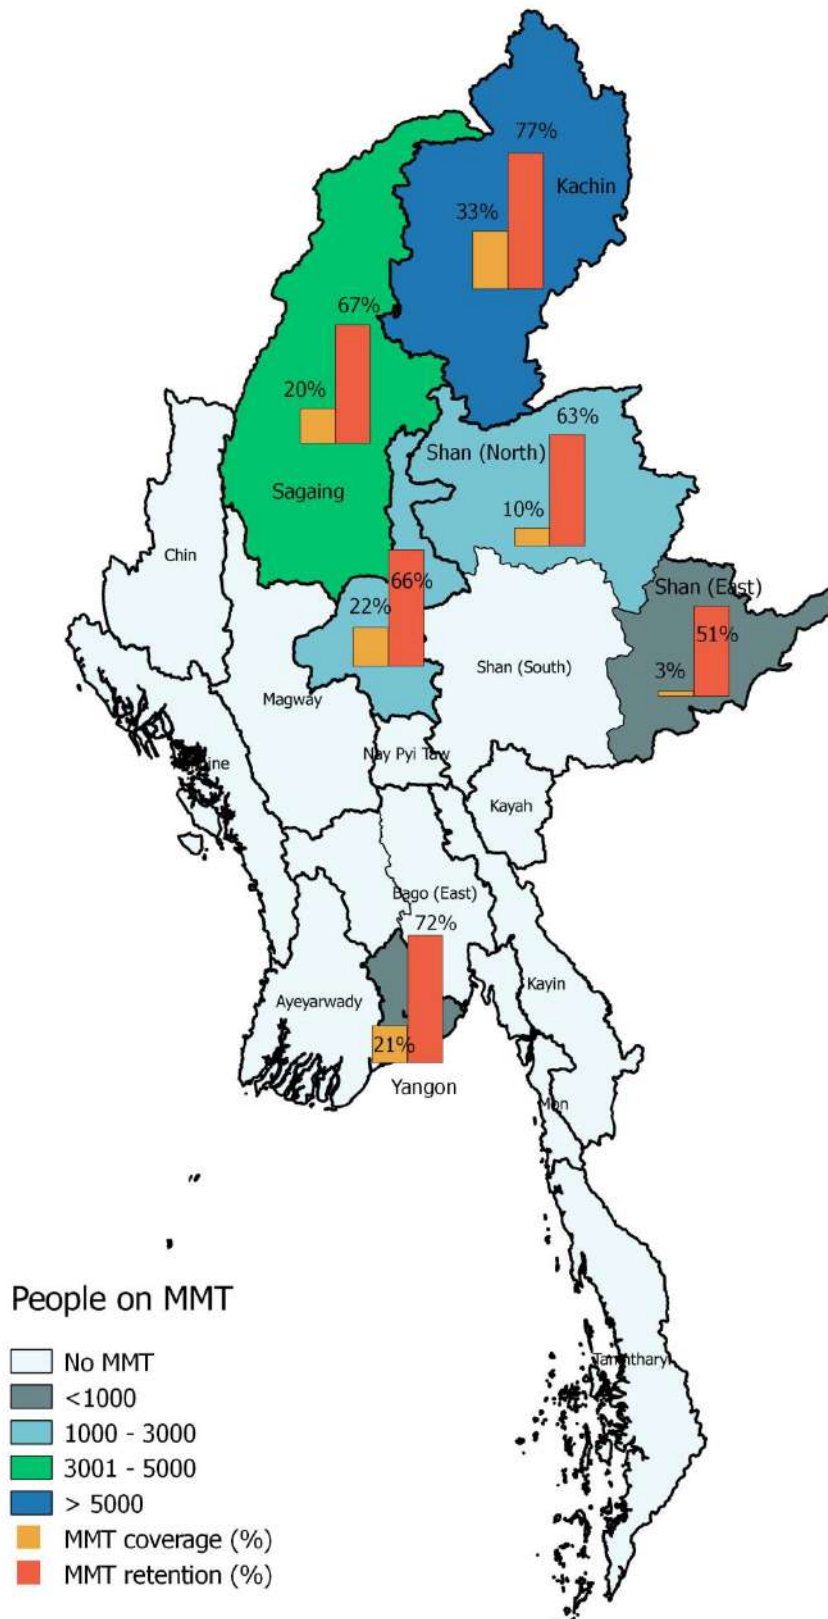 77%
Kachin
33%
67%
20%
Sagaing
63%
Shan (North)
10%
Chin
66%
22%
Shan (East)
51%
3%
Shan (South)
Magway
Nay Pyi Taw
Kayah
Bago (East)
72%
Kayin
Ayeyarwady
21%
Yangon
Mon
People on MMT
No MMT
<1000
1000 - 3000
3001 - 5000
> 5000
MMT coverage (%)
MMT retention (%)